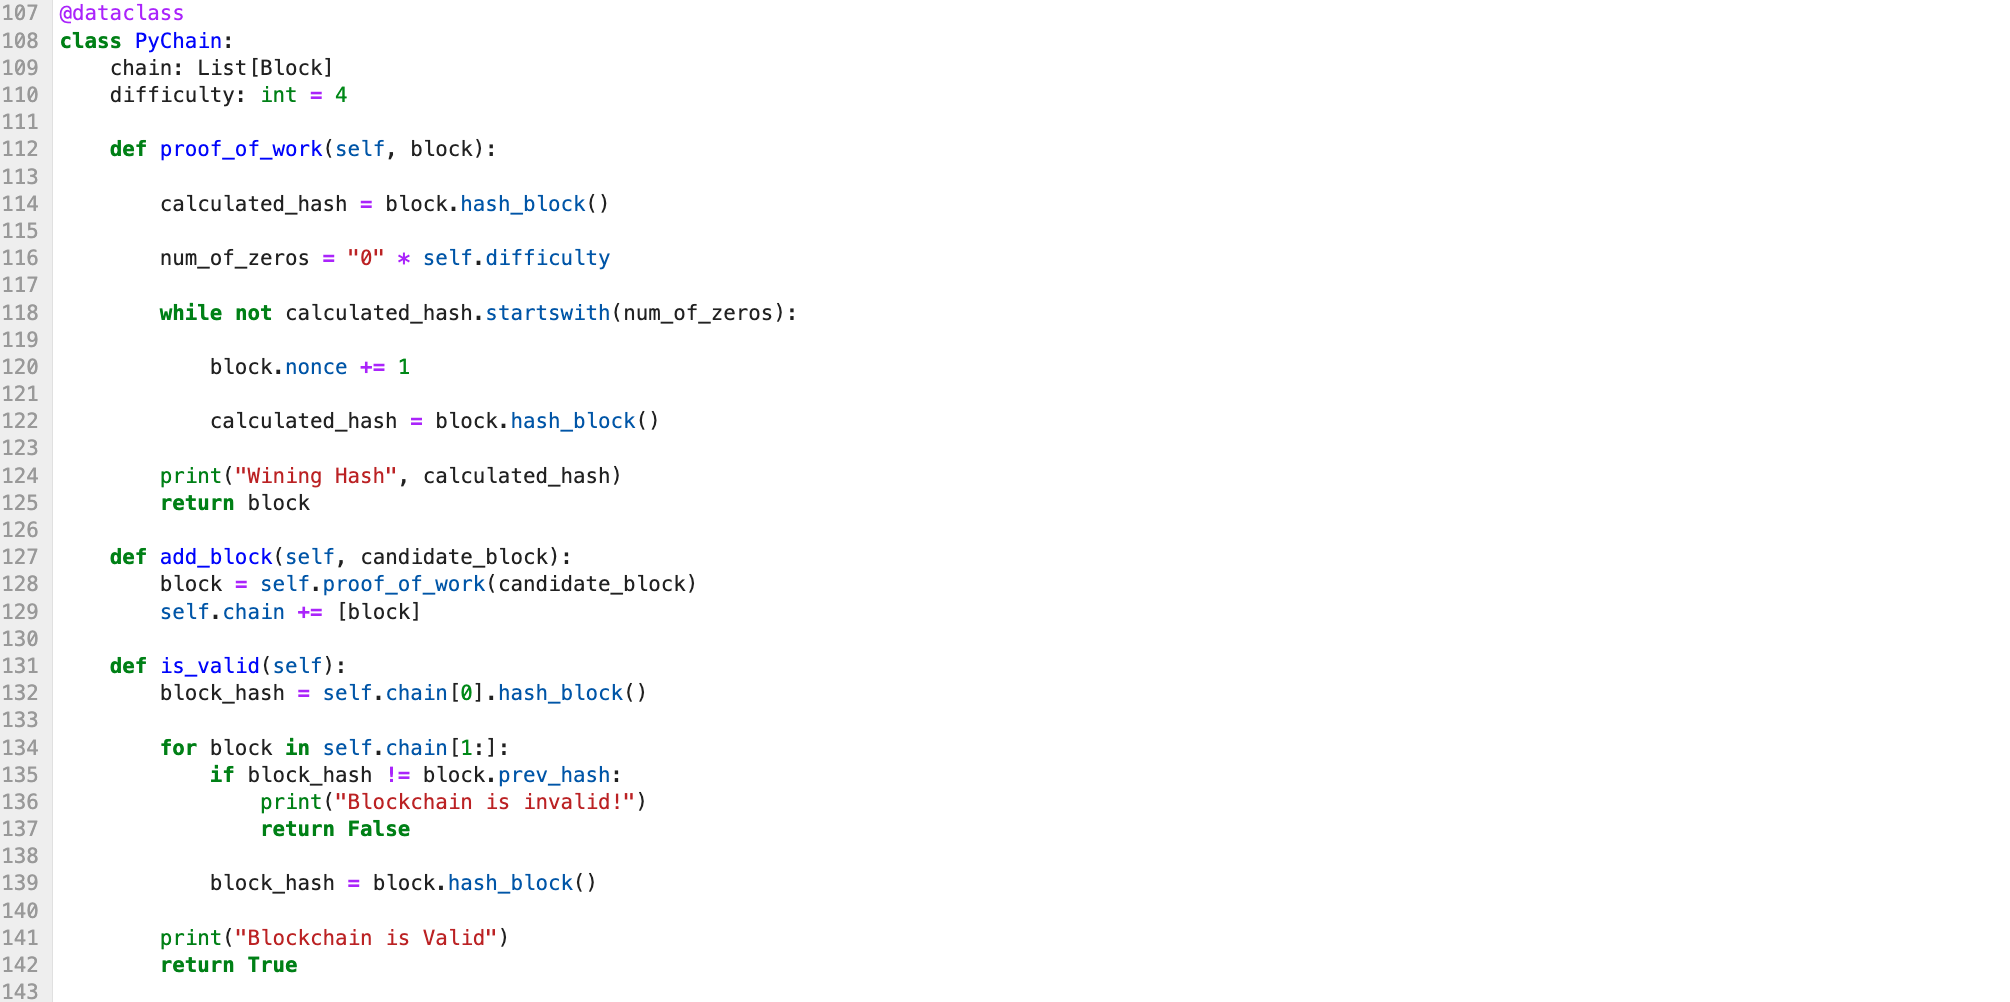 107 @dataclass
108 class PyChain:
109     chain: List[Block]
110     difficulty: int = 4
111
112     def proof_of_work(self, block):
113
114         calculated_hash = block.hash_block()
115
116         num_of_zeros = "0" * self.difficulty
117
118         while not calculated_hash.startswith(num_of_zeros):
119
120             block.nonce += 1
121
122             calculated_hash = block.hash_block()
123
124         print("Wining Hash", calculated_hash)
125         return block
126
127     def add_block(self, candidate_block):
128         block = self.proof_of_work(candidate_block)
129         self.chain += [block]
130
131     def is_valid(self):
132         block_hash = self.chain[0].hash_block()
133
134         for block in self.chain[1:]:
135             if block_hash != block.prev_hash:
136                 print("Blockchain is invalid!")
137                 return False
138
139             block_hash = block.hash_block()
140
141         print("Blockchain is Valid")
142         return True
143